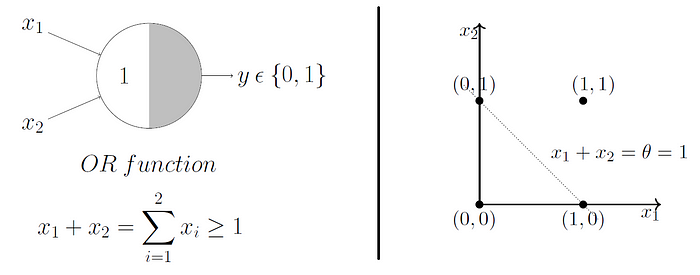 x₁
1
y ϵ {0, 1}
x₂
OR function
x₁ + x₂ = ∑_{i=1}^{2} xᵢ ≥ 1
x₂
(0, 1)
(1, 1)
x₁ + x₂ = θ = 1
(0, 0)
(1, 0)
x₁